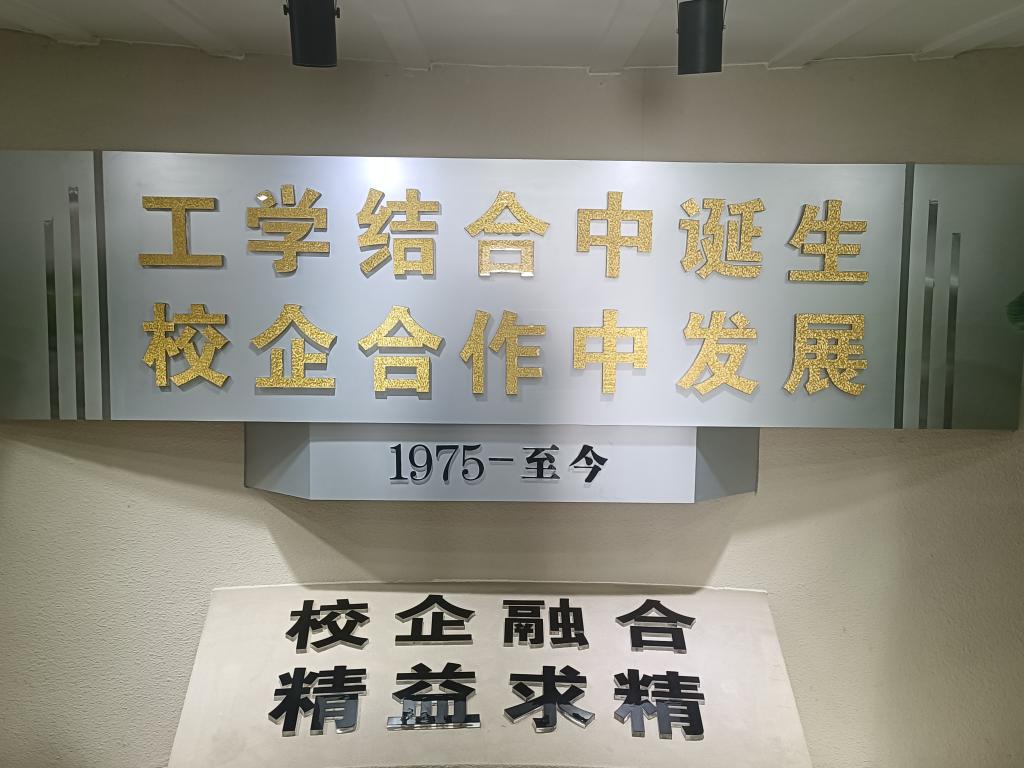 工学结合中诞生
校企合作中发展
1975-至今
校企融合
精益求精